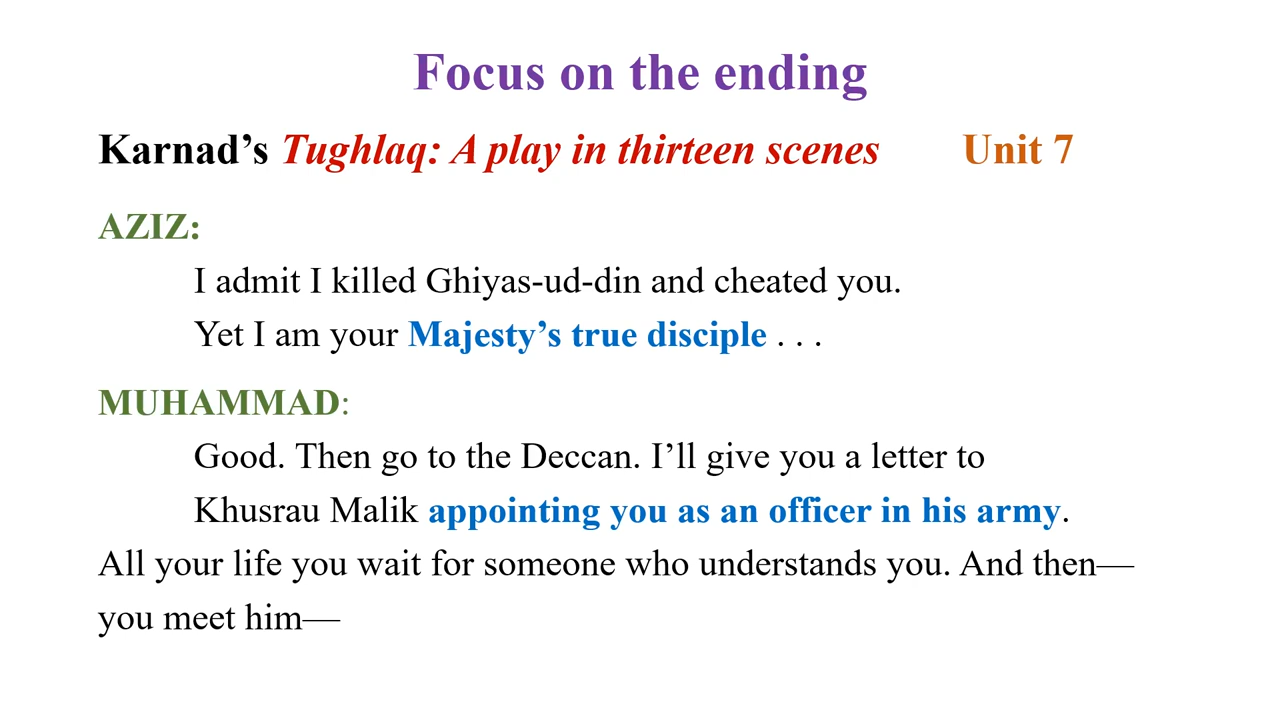 Focus on the ending
Karnad’s Tughlaq: A play in thirteen scenes Unit 7
AZIZ:
I admit I killed Ghiyas-ud-din and cheated you.
Yet I am your Majesty’s true disciple . . .
MUHAMMAD:
Good. Then go to the Deccan. I’ll give you a letter to
Khusrau Malik appointing you as an officer in his army.
All your life you wait for someone who understands you. And then—
you meet him—